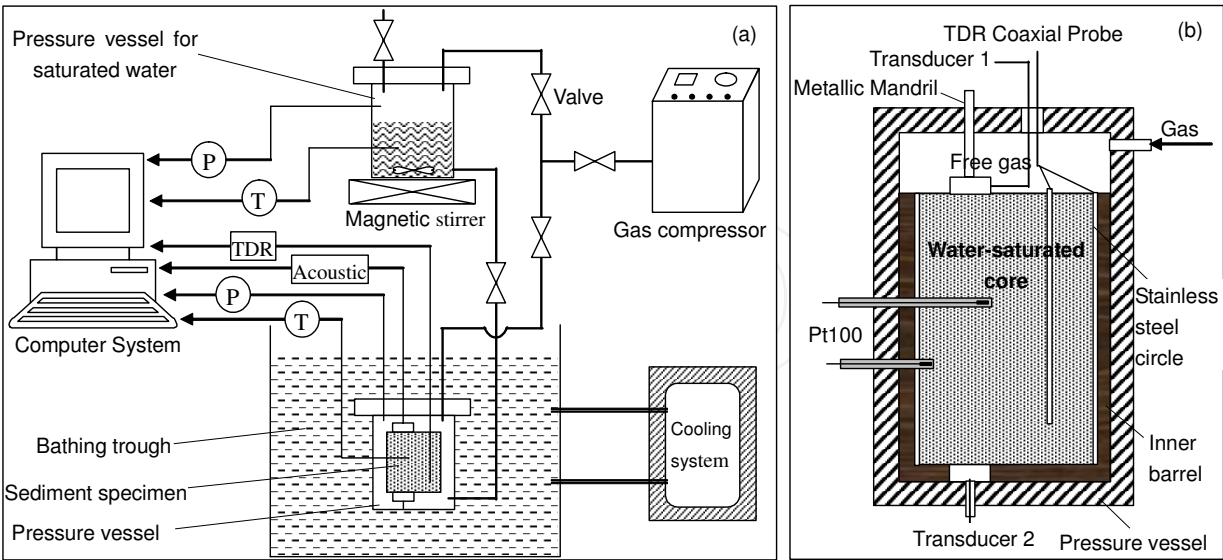 (a)
Pressure vessel for
saturated water
Valve
P
T
Magnetic stirrer
Gas compressor
TDR
Acoustic
P
T
Computer System
Bathing trough
Sediment specimen
Pressure vessel
Cooling
system
(b)
TDR Coaxial Probe
Transducer 1
Metallic Mandril
Gas
Free gas
Water-saturated
core
Stainless
steel
circle
Pt100
Inner
barrel
Transducer 2
Pressure vessel